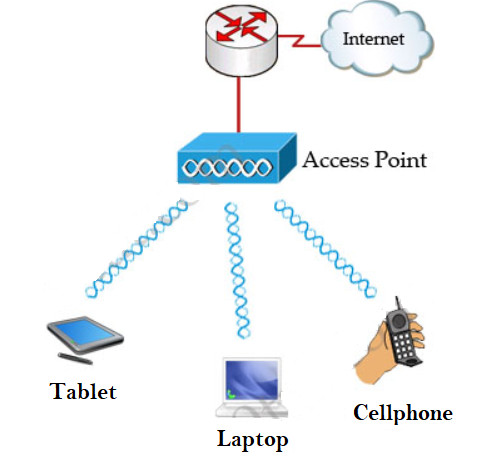 Internet
Access Point
Tablet
Laptop
Cellphone